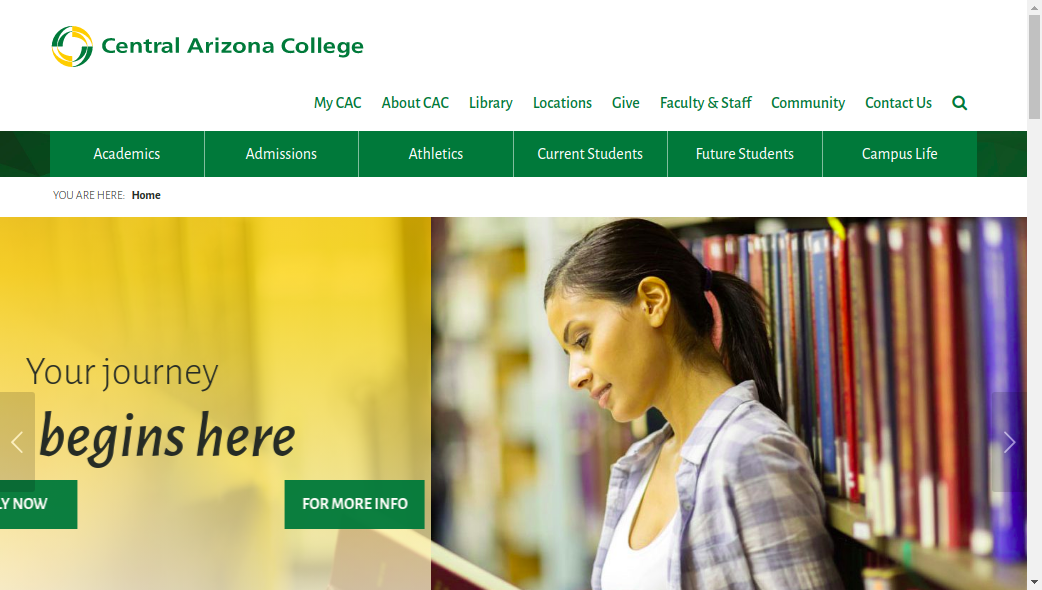 Central Arizona College
My CAC About CAC Library Locations Give Faculty & Staff Community Contact Us
Academics Admissions Athletics Current Students Future Students Campus Life
YOU ARE HERE: Home
Your journey
begins here
LY NOW FOR MORE INFO